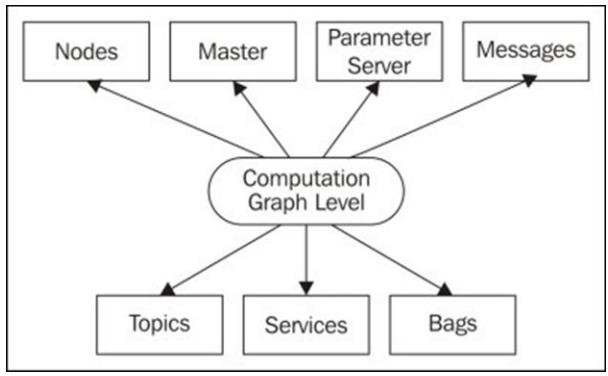 Nodes
Master
Parameter
Server
Messages
Computation
Graph Level
Topics
Services
Bags